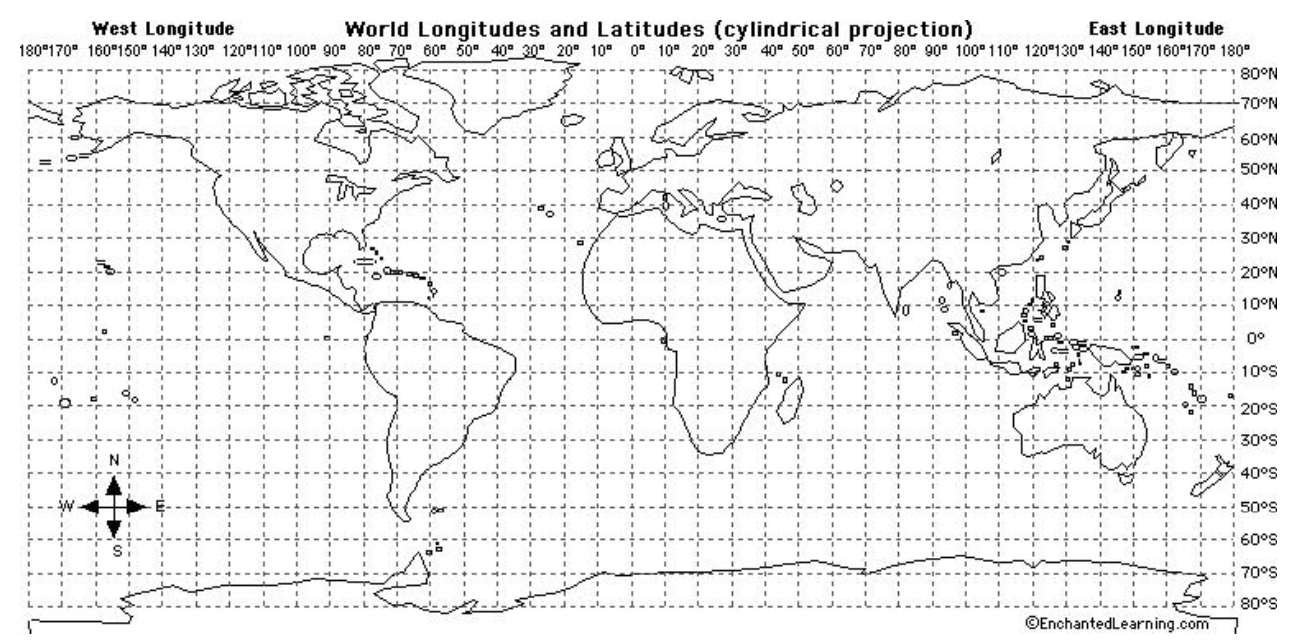 West Longitude World Longitudes and Latitudes (cylindrical projection) East Longitude
180°170° 160°150° 130° 120°110° 100° 90° 80° 70° 60° 50° 40° 30° 20° 10° 0° 10° 20° 30° 40° 50° 60° 70° 80° 90° 100° 110° 120°130° 140° 150° 160°170° 180°
80°N
70°N
60°N
50°N
40°N
30°N
20°N
10°N
0°
10°S
20°S
30°S
N
40°S
W E
50°S
S
60°S
70°S
80°S
©EnchantedLearning.com